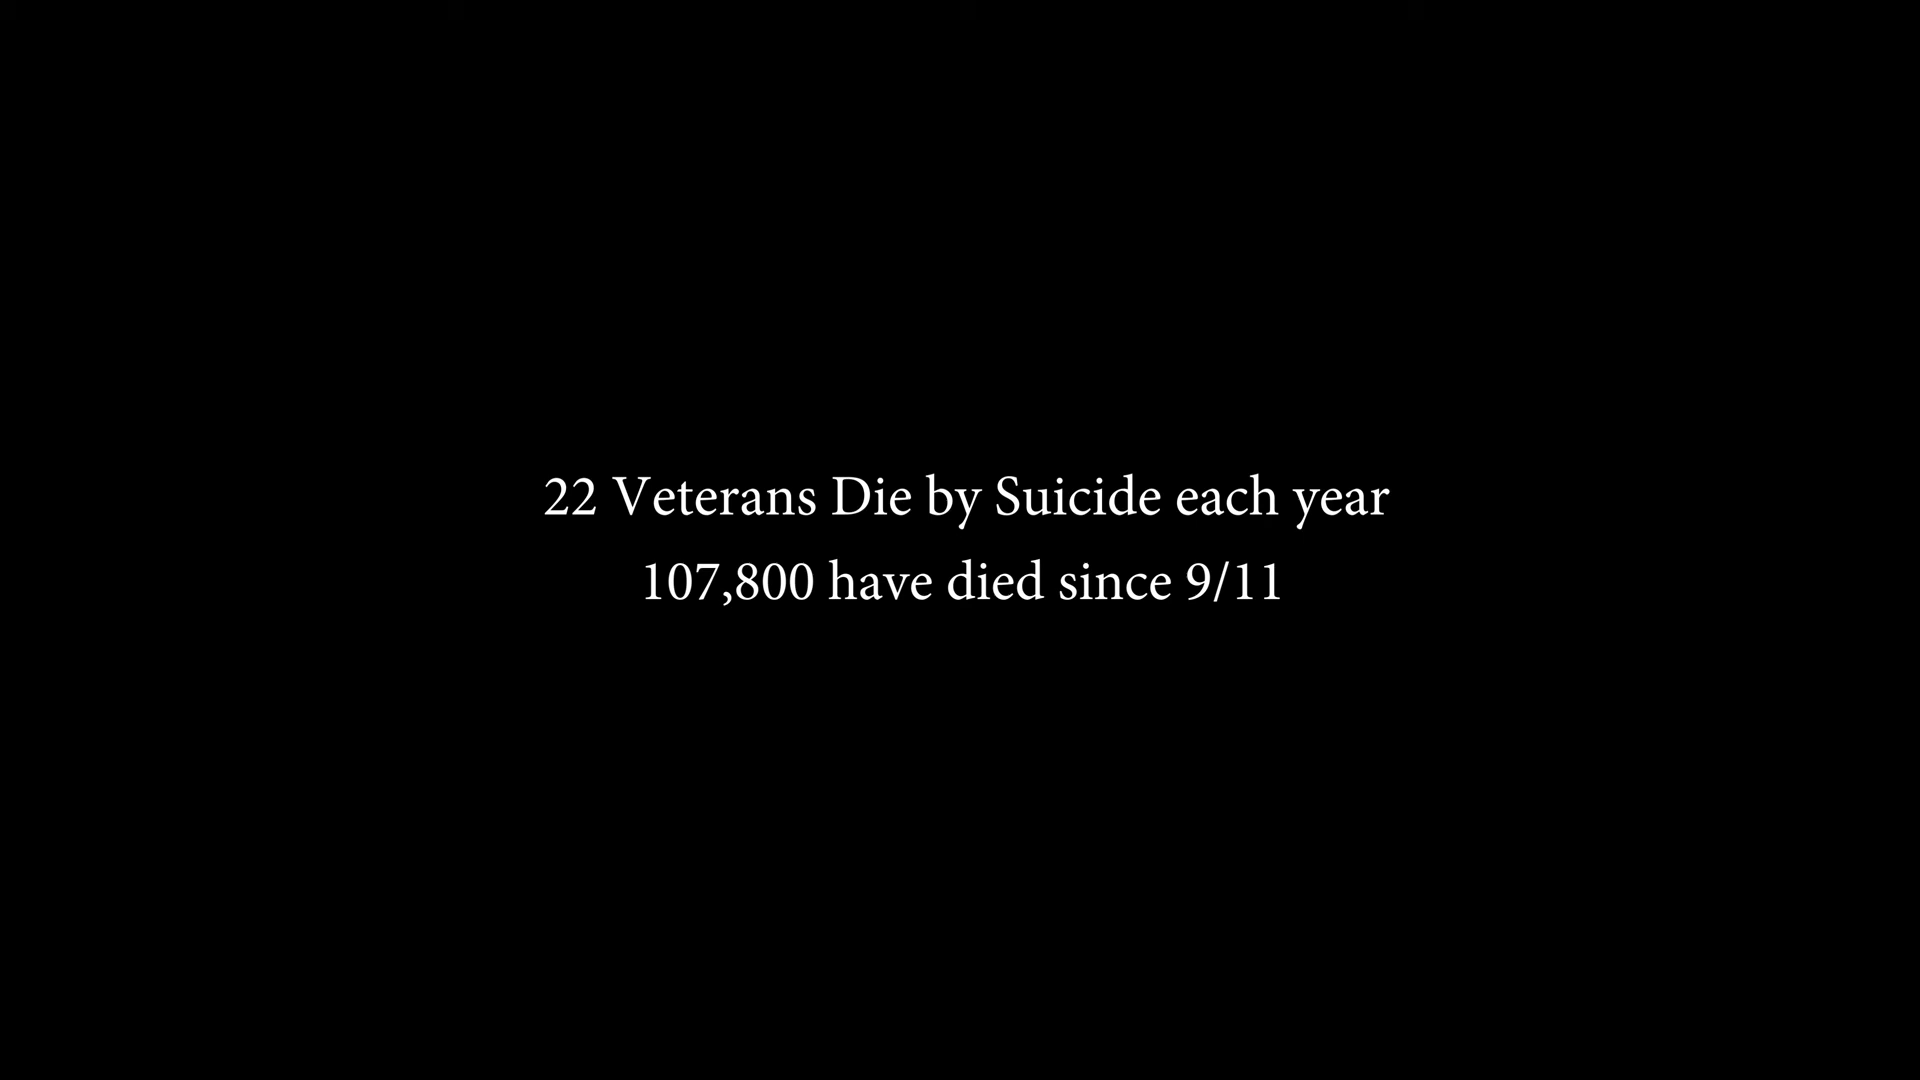 22 Veterans Die by Suicide each year
107,800 have died since 9/11